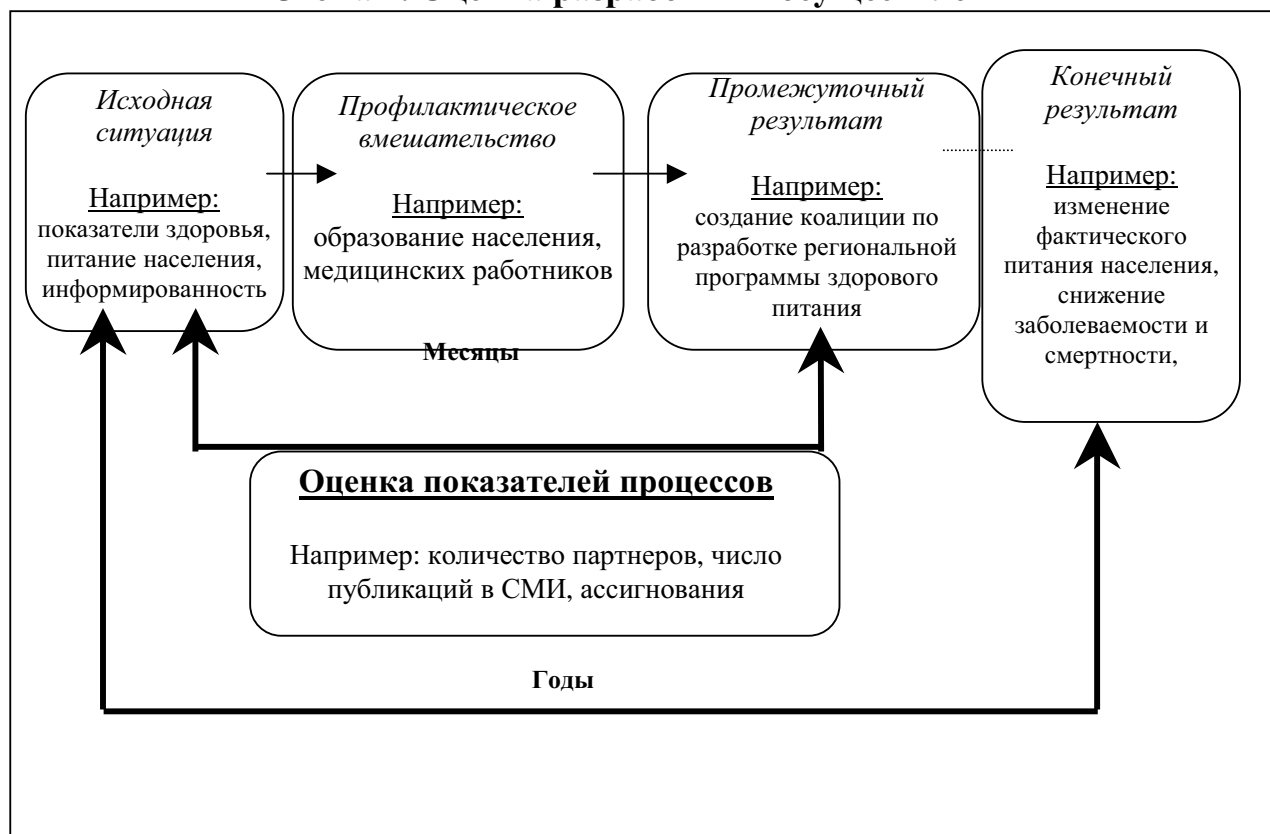 Исходная
ситуация
Например:
показатели здоровья,
питание населения,
информированность
Профилактическое
вмешательство
Например:
образование населения,
медицинских работников
Промежуточный
результат
Например:
создание коалиции по
разработке региональной
программы здорового
питания
Конечный
результат
Например:
изменение
фактического
питания населения,
снижение
заболеваемости и
смертности,
Месяцы
Оценка показателей процессов
Например: количество партнеров, число
публикаций в СМИ, ассигнования
Годы